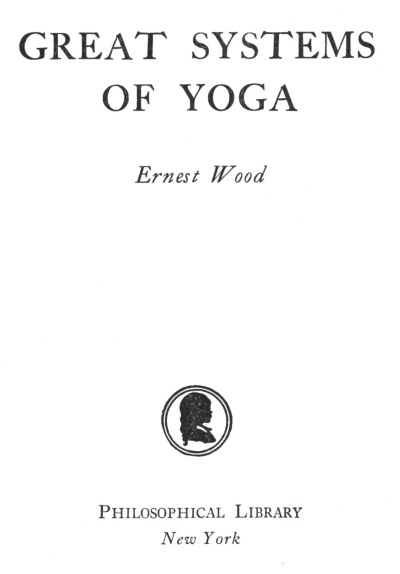 GREAT SYSTEMS
OF YOGA
Ernest Wood
PHILOSOPHICAL LIBRARY
New York